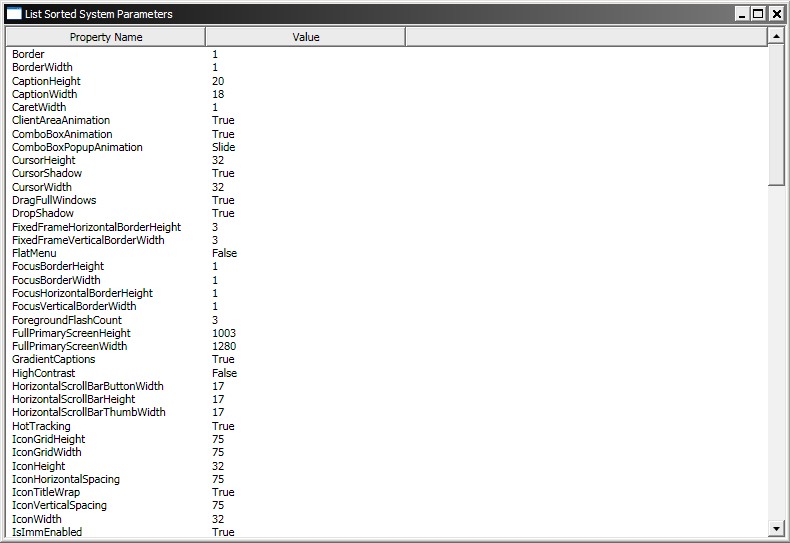 List Sorted System Parameters
Property Name Value
Border 1
BorderWidth 1
CaptionHeight 20
CaptionWidth 18
CaretWidth 1
ClientAreaAnimation True
ComboBoxAnimation True
ComboBoxPopupAnimation Slide
CursorHeight 32
CursorShadow True
CursorWidth 32
DragFullWindows True
DropShadow True
FixedFrameHorizontalBorderHeight 3
FixedFrameVerticalBorderWidth 3
FlatMenu False
FocusBorderHeight 1
FocusBorderWidth 1
FocusHorizontalBorderHeight 1
FocusVerticalBorderWidth 1
ForegroundFlashCount 3
FullPrimaryScreenHeight 1003
FullPrimaryScreenWidth 1280
GradientCaptions True
HighContrast False
HorizontalScrollBarButtonWidth 17
HorizontalScrollBarHeight 17
HorizontalScrollBarThumbWidth 17
HotTracking True
IconGridHeight 75
IconGridWidth 75
IconHeight 32
IconHorizontalSpacing 75
IconTitleWrap True
IconVerticalSpacing 75
IconWidth 32
IsImmEnabled True